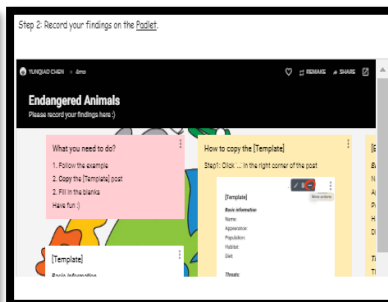 Step 2: Record your findings on the Padlet.
YUNQIAO CHEN
REMAKE
SHARE
Endangered Animals
Please record your findings here :)
What you need to do?
1. Follow the example
2. Copy the [Template] post
3. Fill in the blanks
Have fun :)
How to copy the [Template]
Step1: Click '...' in the right corner of the post
[Template]
Basic information
Name:
Appearance:
Population:
Habitat:
Diet:
Threats:
[Template]
Basic information